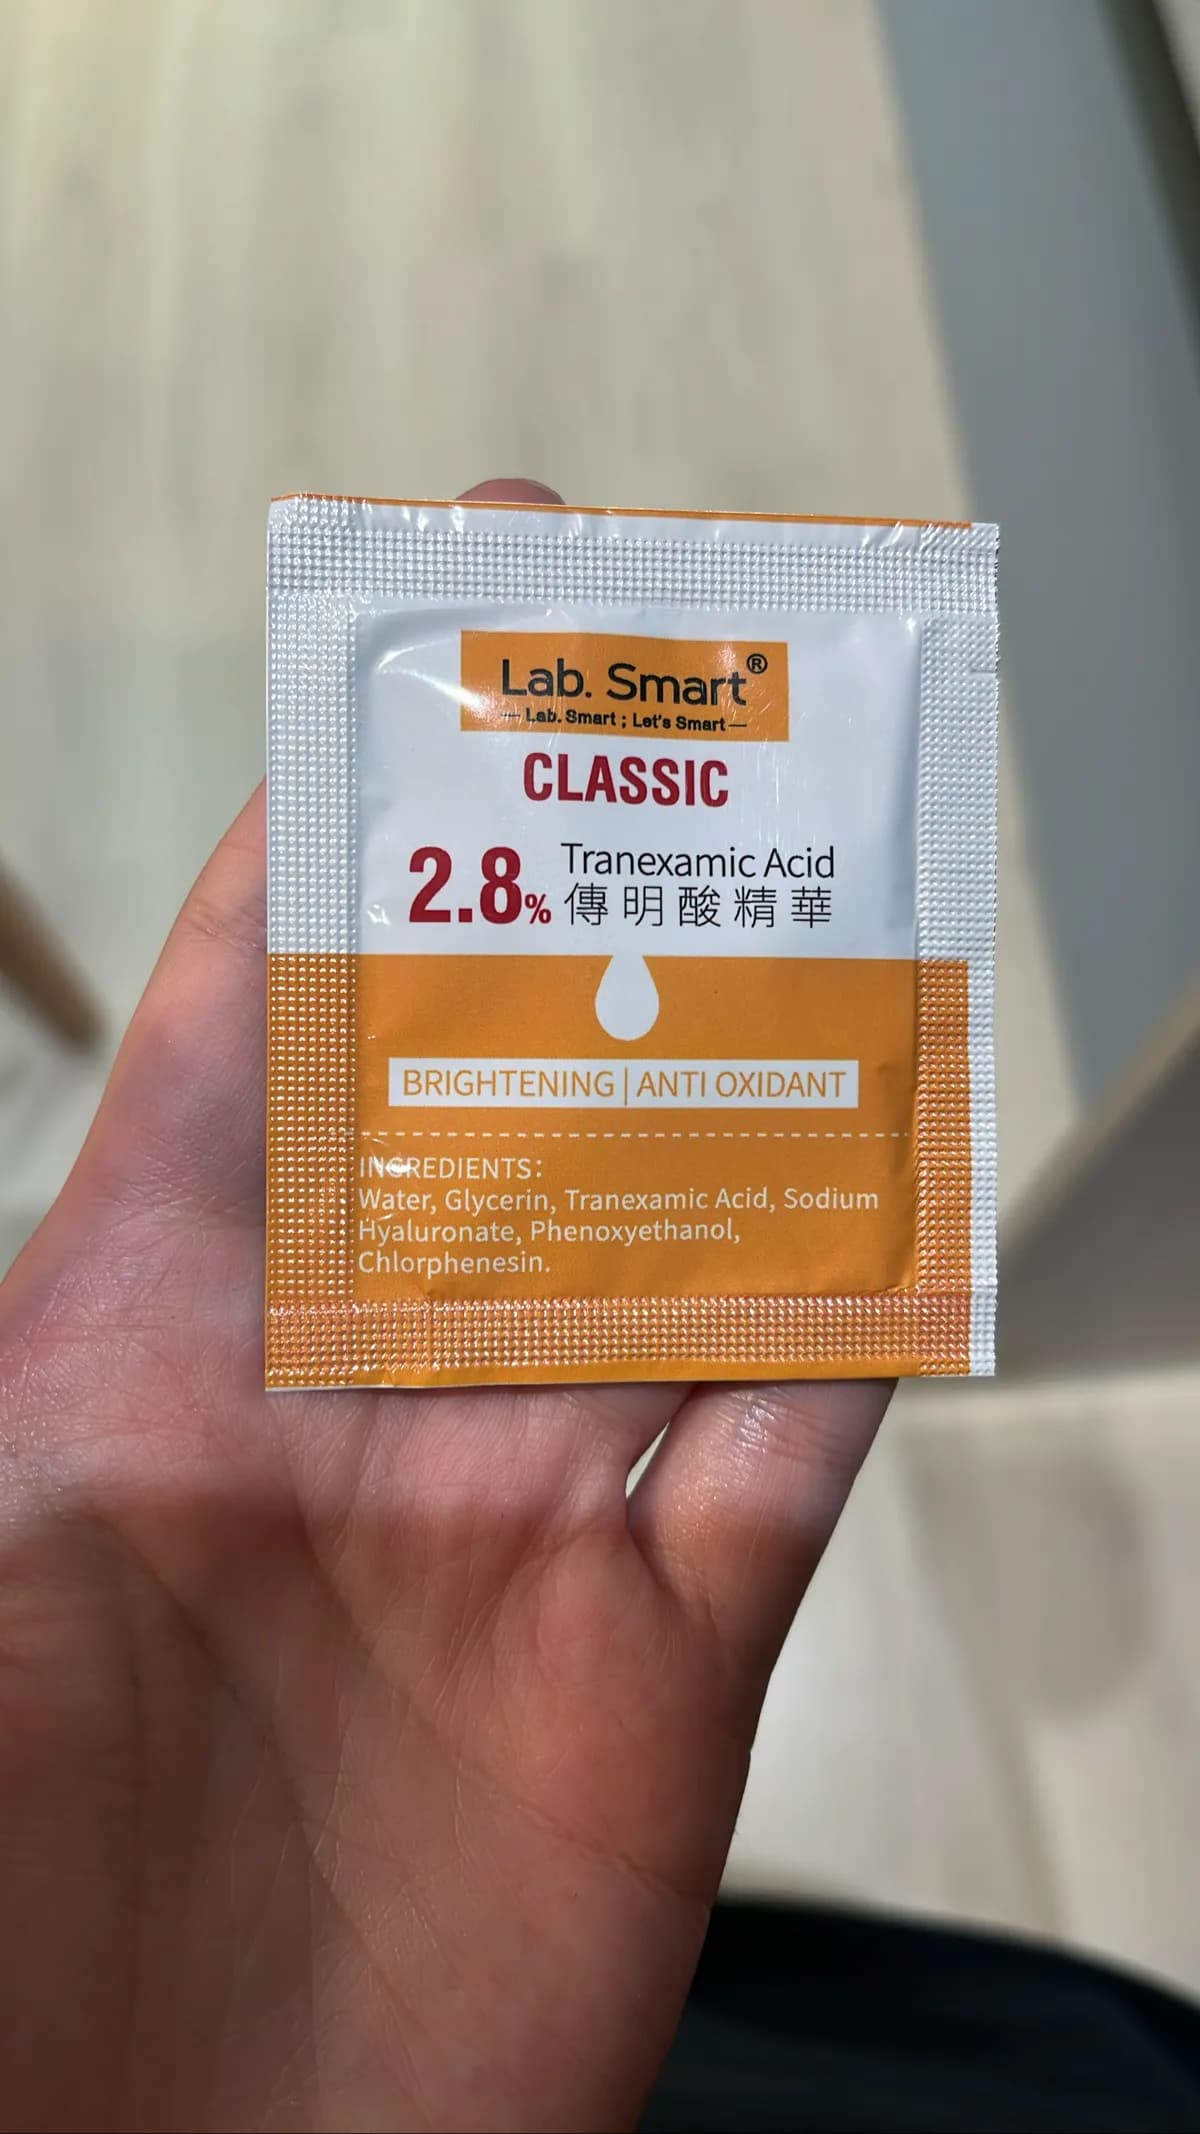 Lab. Smart®
— Lab. Smart ; Let's Smart —
CLASSIC
2.8% Tranexamic Acid
傳明酸精華
BRIGHTENING | ANTI OXIDANT
INGREDIENTS:
Water, Glycerin, Tranexamic Acid, Sodium
Hyaluronate, Phenoxyethanol,
Chlorphenesin.